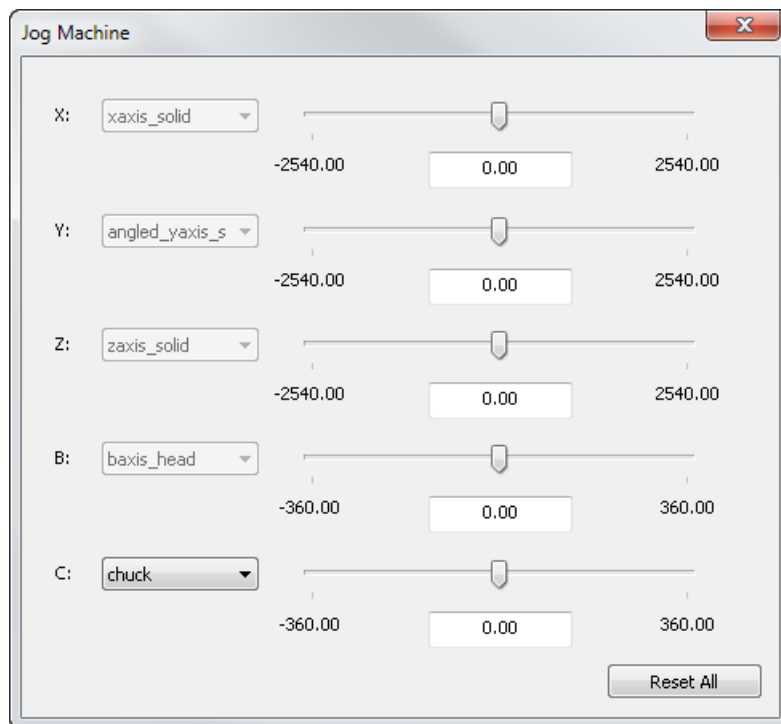 Jog Machine
X: xaxis_solid
-2540.00 0.00 2540.00
Y: angled_yaxis_s
-2540.00 0.00 2540.00
Z: zaxis_solid
-2540.00 0.00 2540.00
B: baxis_head
-360.00 0.00 360.00
C: chuck
-360.00 0.00 360.00
Reset All